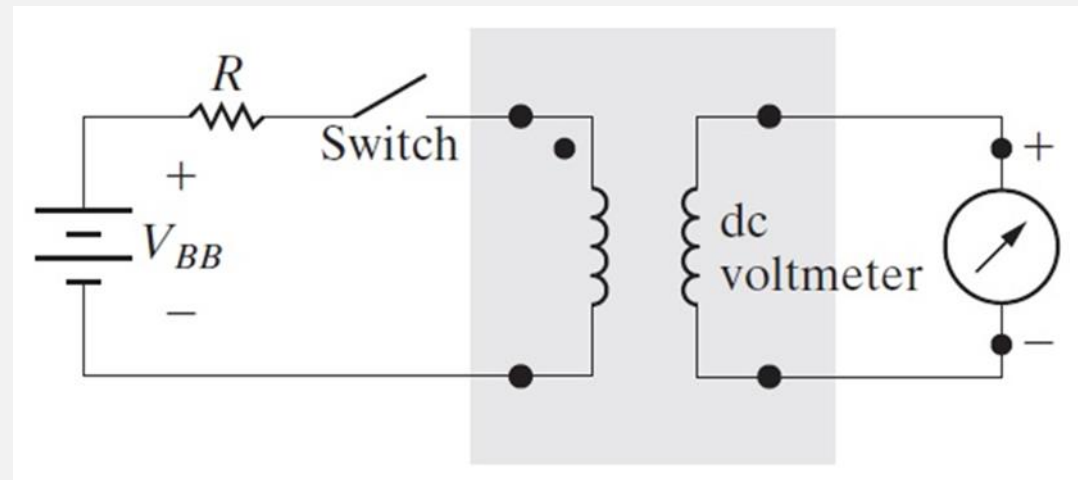 R
Switch
+
V_BB
−
dc
voltmeter
+
−